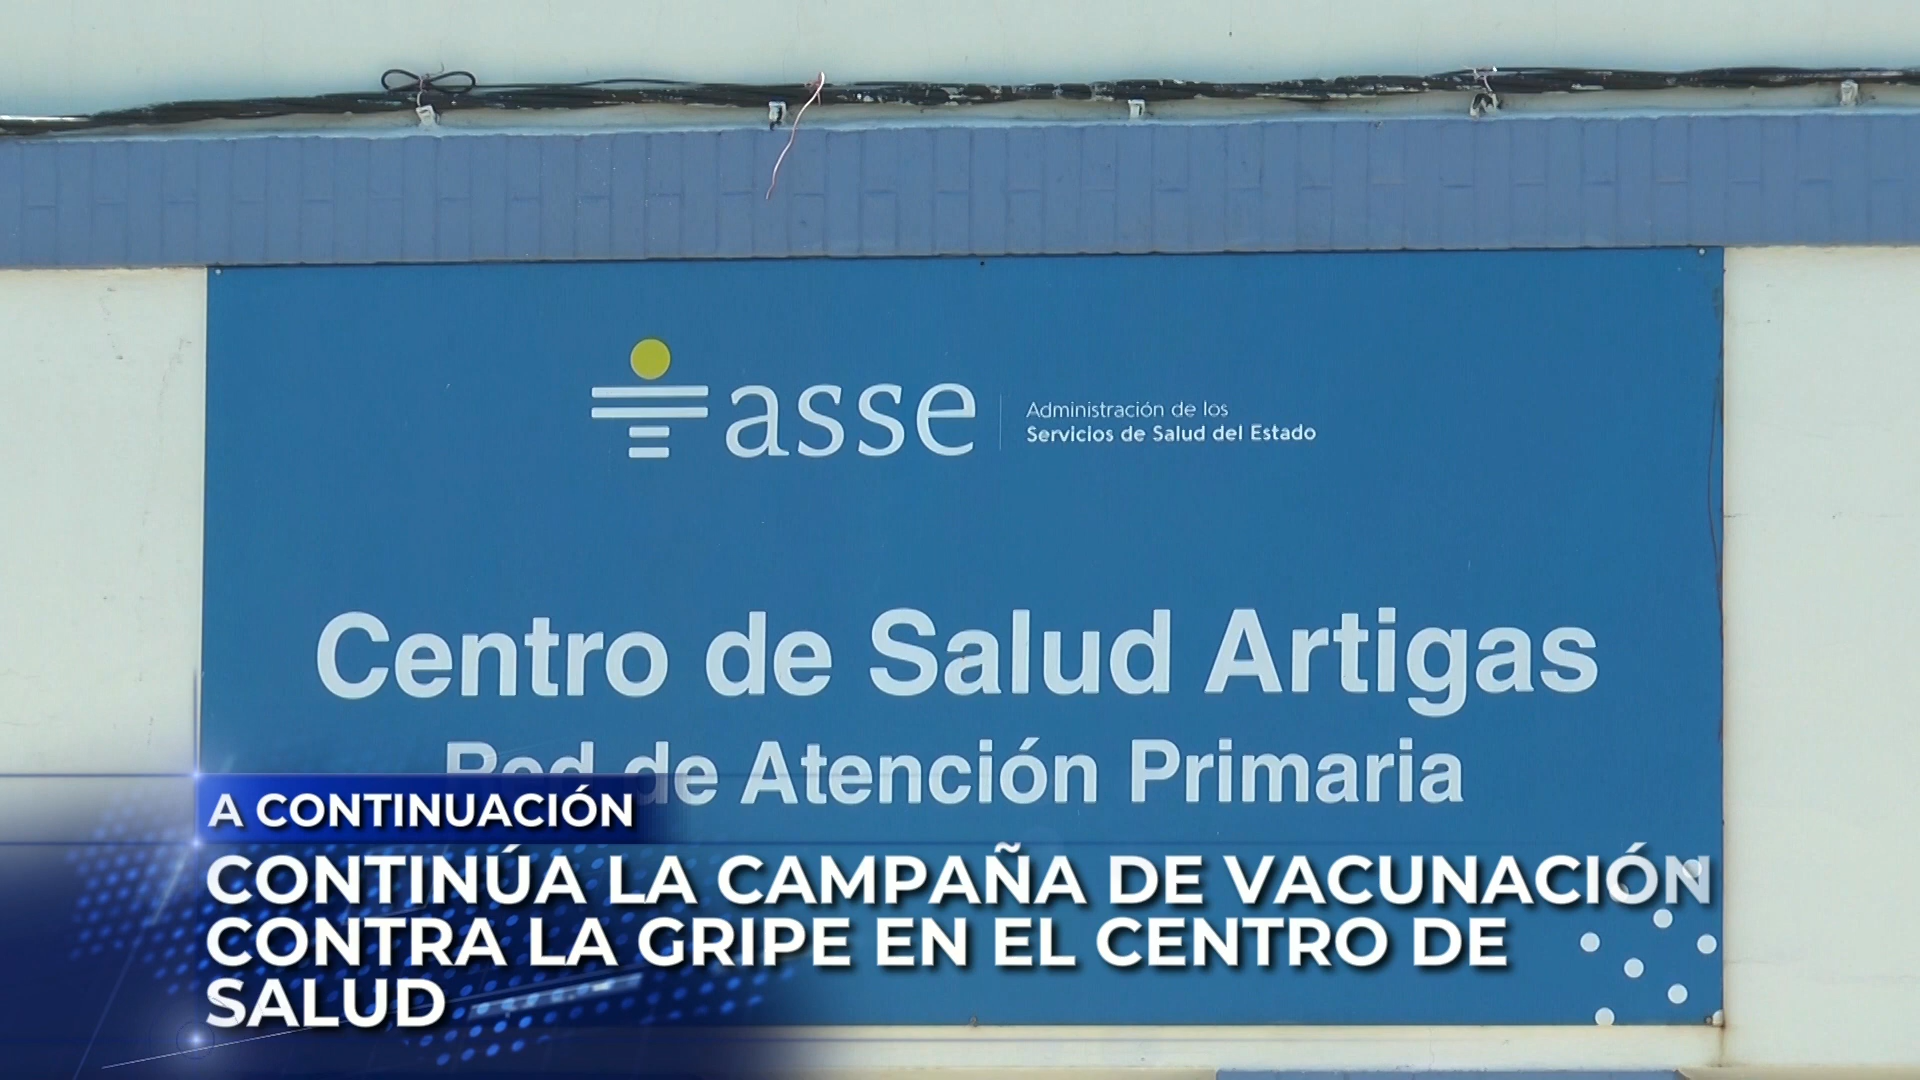 asse
Administración de los
Servicios de Salud del Estado
Centro de Salud Artigas
Red de Atención Primaria
A CONTINUACIÓN
CONTINÚA LA CAMPAÑA DE VACUNACIÓN
CONTRA LA GRIPE EN EL CENTRO DE
SALUD